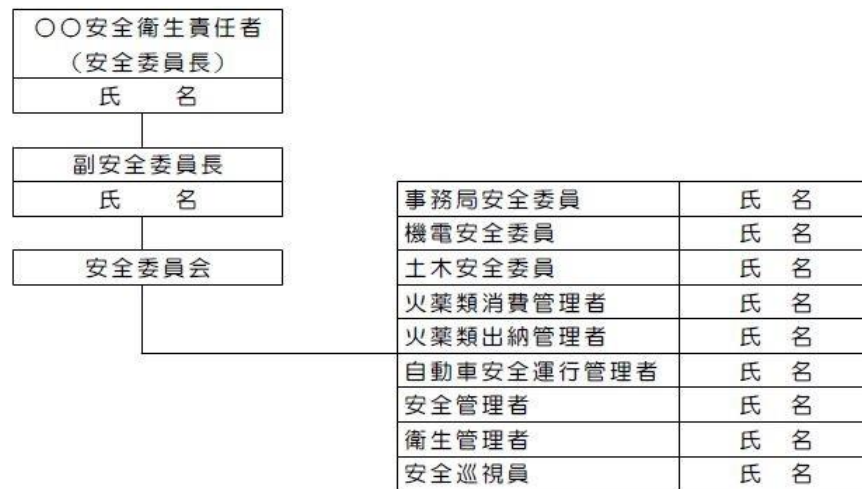 〇〇安全衛生責任者
（安全委員長）
氏　名
副安全委員長
氏　名
安全委員会
事務局安全委員　氏　名
機電安全委員　氏　名
土木安全委員　氏　名
火薬類消費管理者　氏　名
火薬類出納管理者　氏　名
自動車安全運行管理者　氏　名
安全管理者　氏　名
衛生管理者　氏　名
安全巡視員　氏　名